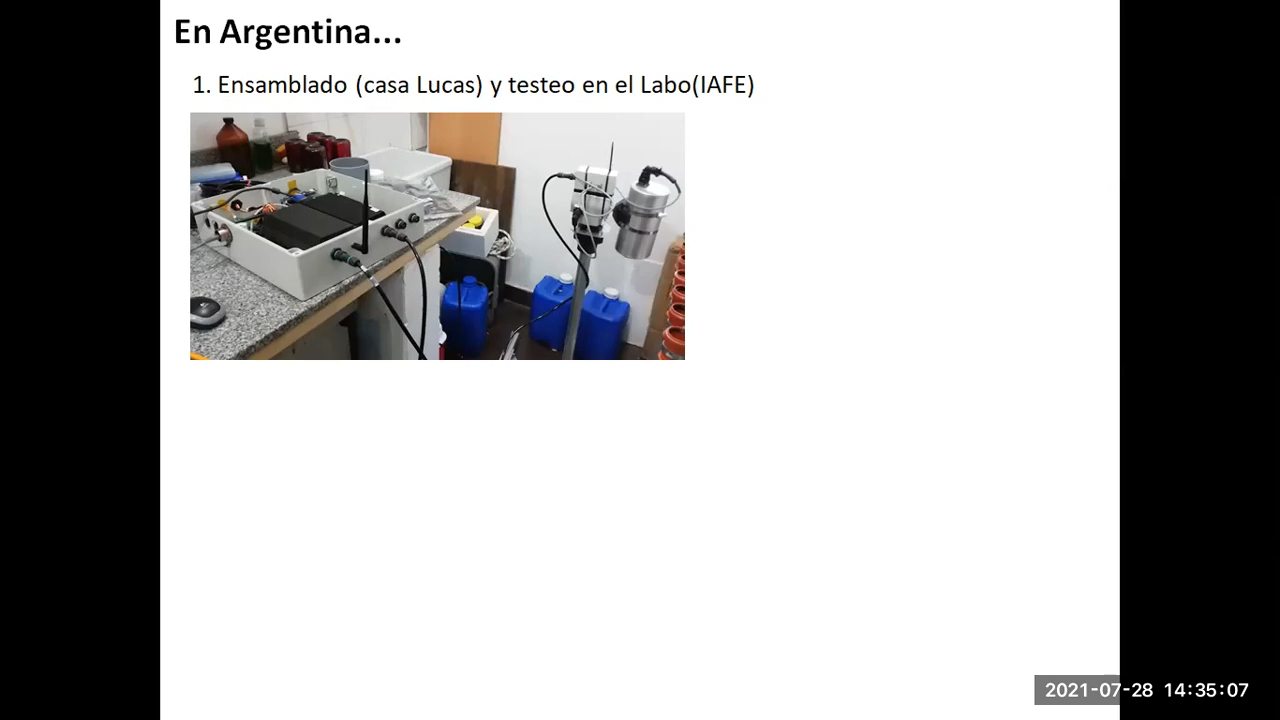 En Argentina...
1. Ensamblado (casa Lucas) y testeo en el Labo(IAFE)
2021-07-28 14:35:07